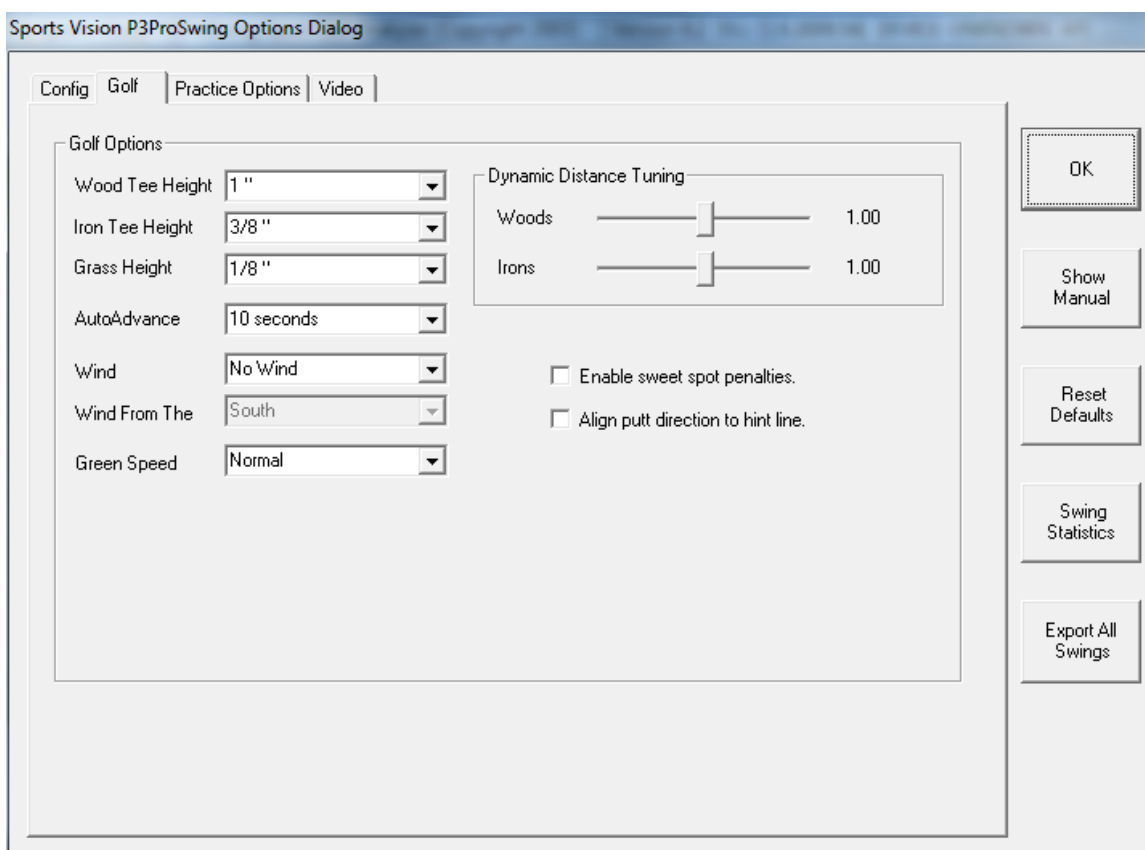 Sports Vision P3ProSwing Options Dialog
Config Golf Practice Options Video
Golf Options
Wood Tee Height 1 "
Iron Tee Height 3/8 "
Grass Height 1/8 "
AutoAdvance 10 seconds
Wind No Wind
Wind From The South
Green Speed Normal
Dynamic Distance Tuning
Woods 1.00
Irons 1.00
Enable sweet spot penalties.
Align putt direction to hint line.
OK
Show
Manual
Reset
Defaults
Swing
Statistics
Export All
Swings